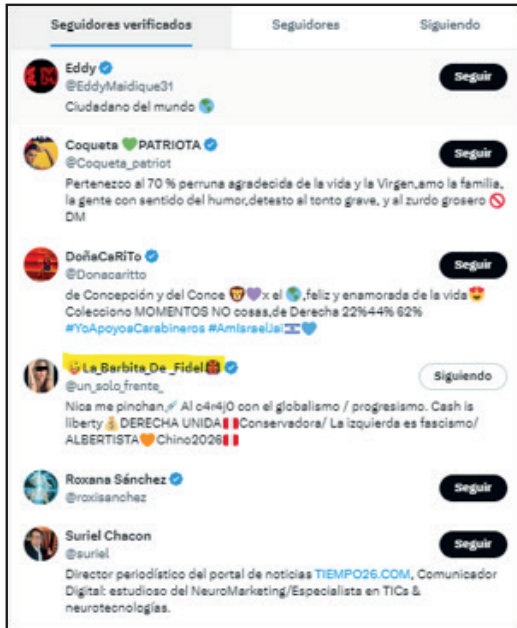 Seguidores verificados Seguidores Siguiendo
Eddy
@EddyMaidique31
Seguir
Ciudadano del mundo 🌎
Coqueta 💚PATRIOTA
@Coqueta_patriot
Seguir
Pertenezco al 70 % perruna agradecida de la vida y la Virgen,amo la familia,
la gente con sentido del humor,detesto al tonto grave, y al zurdo grosero 🚫
DM
DoñaCaRiTo
@Donacaritto
Seguir
de Concepción y del Conce 🦁💜x el 🌎,feliz y enamorada de la vida😍
Colecciono MOMENTOS NO cosas,de Derecha 22%44% 62%
#YoApoyoaCarabineros #AmIsraelJai🇮🇱💙
La_Barbita_De_Fidel
@un_solo_frente_
Siguiendo
Nica me pinchan,💉 Al c4r4j0 con el globalismo / progresismo. Cash is
liberty💰DERECHA UNIDA🇵🇪Conservadora/ La izquierda es fascismo/
ALBERTISTA🧡Chino2026🇵🇪
Roxana Sánchez
@roxisanchez
Seguir
Suriel Chacon
@suriel
Seguir
Director periodístico del portal de noticias TIEMPO26.COM, Comunicador
Digital: estudioso del NeuroMarketing/Especialista en TICs &
neurotecnologías.